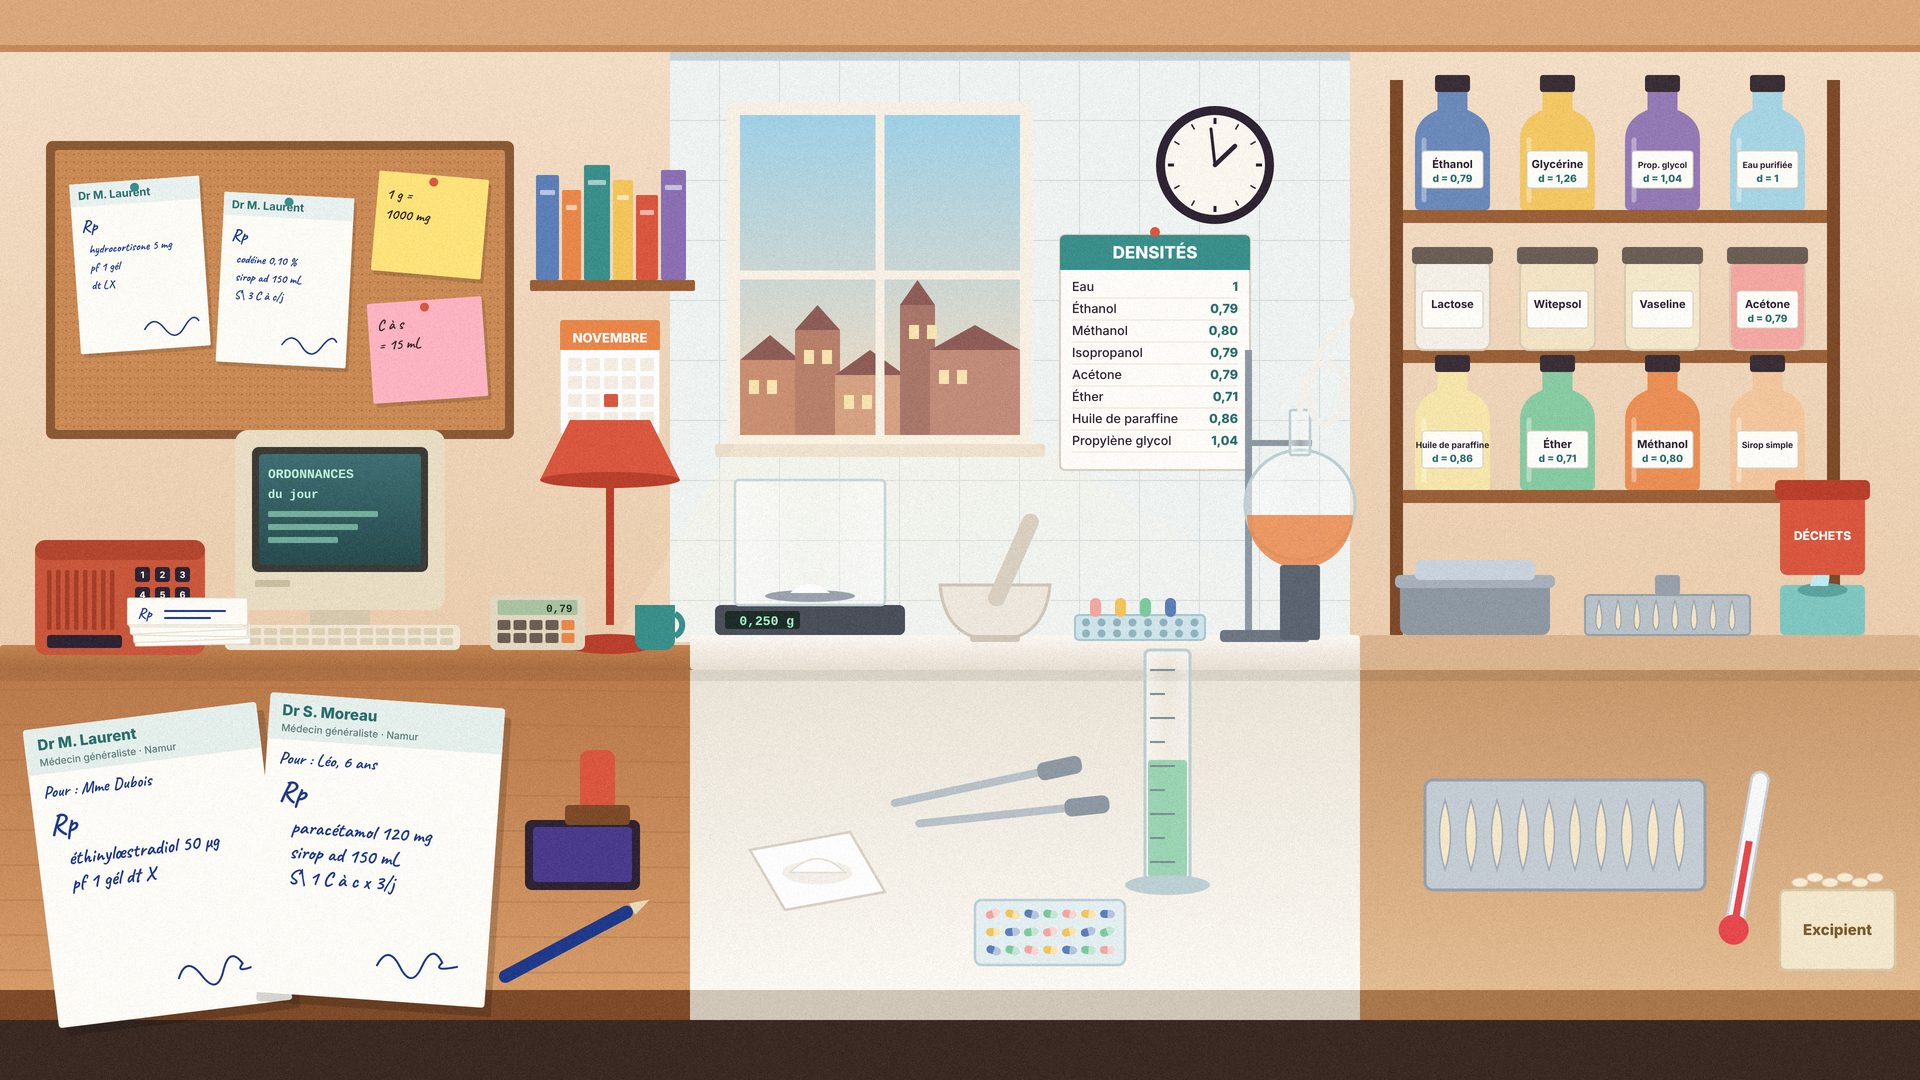 Dr M. Laurent
Rp
hydrocortisone 5 mg
pf 1 gél
dt LX
Dr M. Laurent
Rp
codéine 0,10 %
sirop ad 150 mL
S\ 3 C à c/j
1 g =
1000 mg
C à s
= 15 mL
NOVEMBRE
DENSITÉS
Eau 1
Éthanol 0,79
Méthanol 0,80
Isopropanol 0,79
Acétone 0,79
Éther 0,71
Huile de paraffine 0,86
Propylène glycol 1,04
Éthanol
d = 0,79
Glycérine
d = 1,26
Prop. glycol
d = 1,04
Eau purifiée
d = 1
Lactose
Witepsol
Vaseline
Acétone
d = 0,79
Huile de paraffine
d = 0,86
Éther
d = 0,71
Méthanol
d = 0,80
Sirop simple
DÉCHETS
ORDONNANCES
du jour
1 2 3
4 5 6
Rp
0,79
0,250 g
Dr M. Laurent
Médecin généraliste · Namur
Pour : Mme Dubois
Rp
éthinylœstradiol 50 µg
pf 1 gél dt X
Dr S. Moreau
Médecin généraliste · Namur
Pour : Léo, 6 ans
Rp
paracétamol 120 mg
sirop ad 150 mL
S\ 1 C à c x 3/j
Excipient